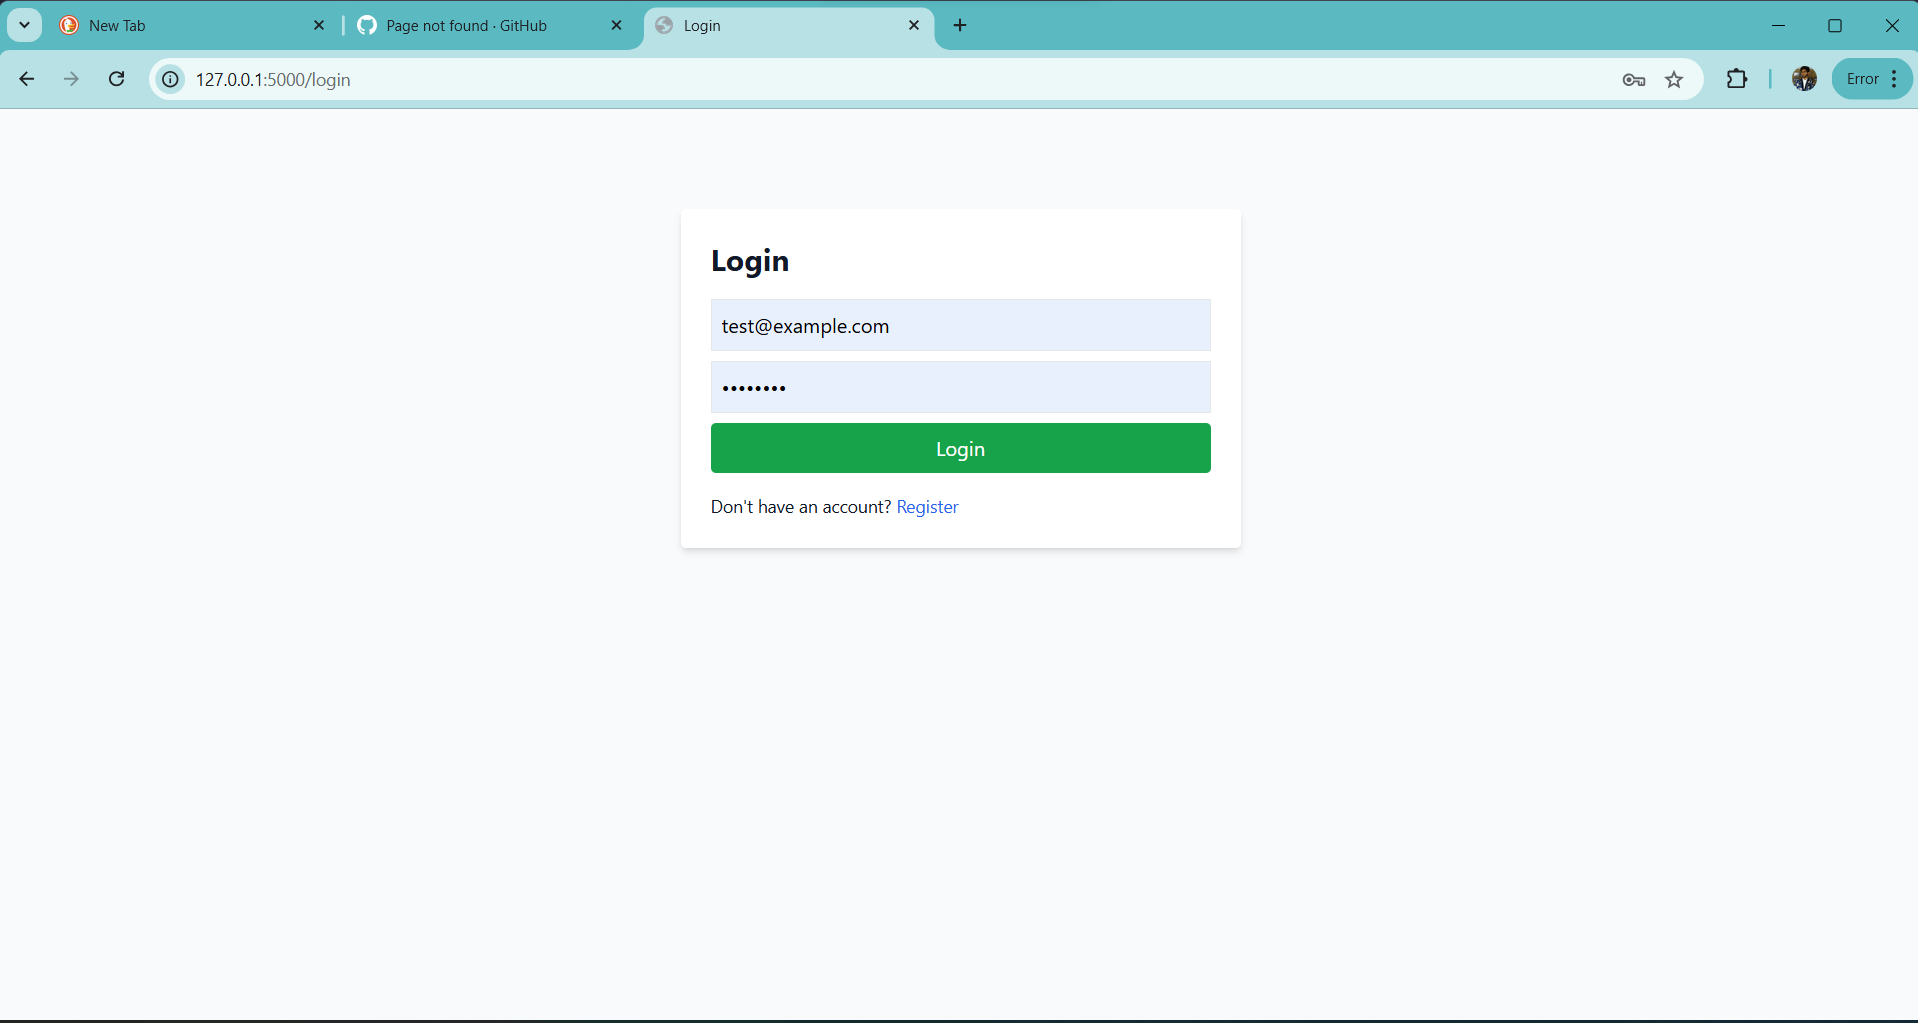 New Tab
Page not found · GitHub
Login
127.0.0.1:5000/login
Error
Login
test@example.com
••••••••
Login
Don't have an account? Register